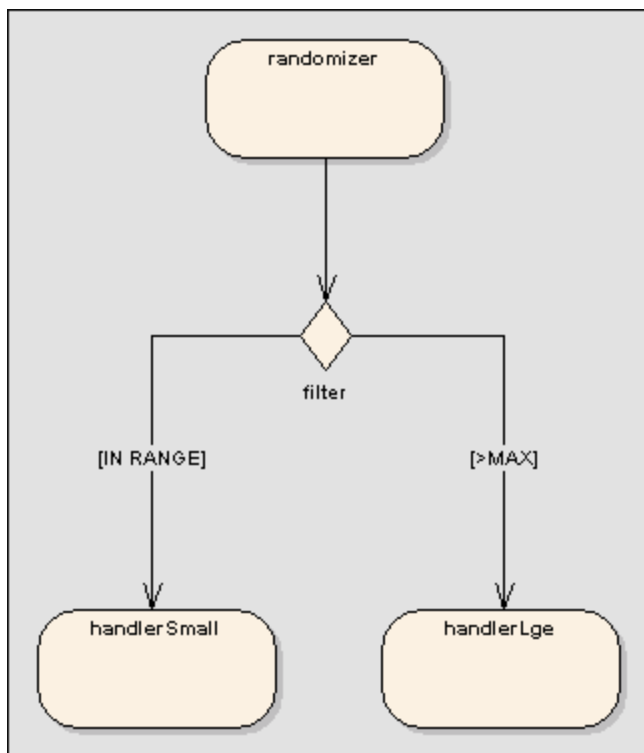 randomizer
filter
[IN RANGE]
[>MAX]
handlerSmall
handlerLge